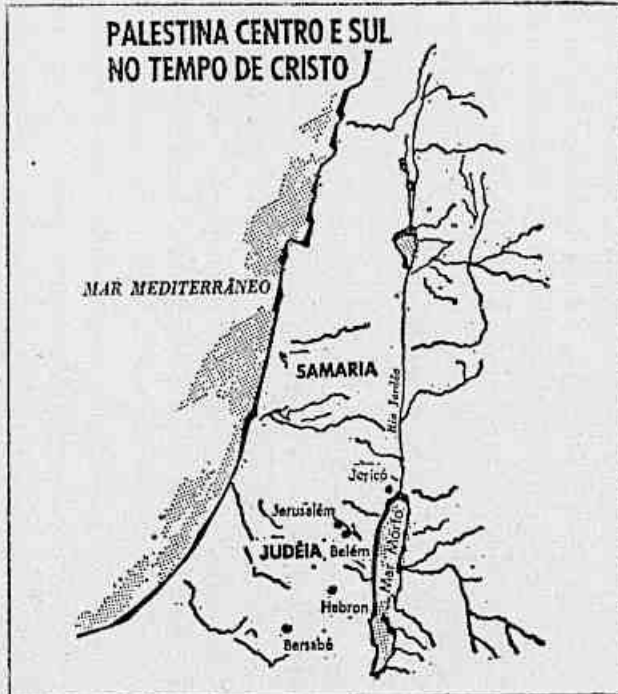 PALESTINA CENTRO E SUL
NO TEMPO DE CRISTO
MAR MEDITERRÂNEO
SAMARIA
Rio Jordão
Jericó
Jerusalém
JUDÉIA
Belém
Mar Morto
Hebron
Bersabé